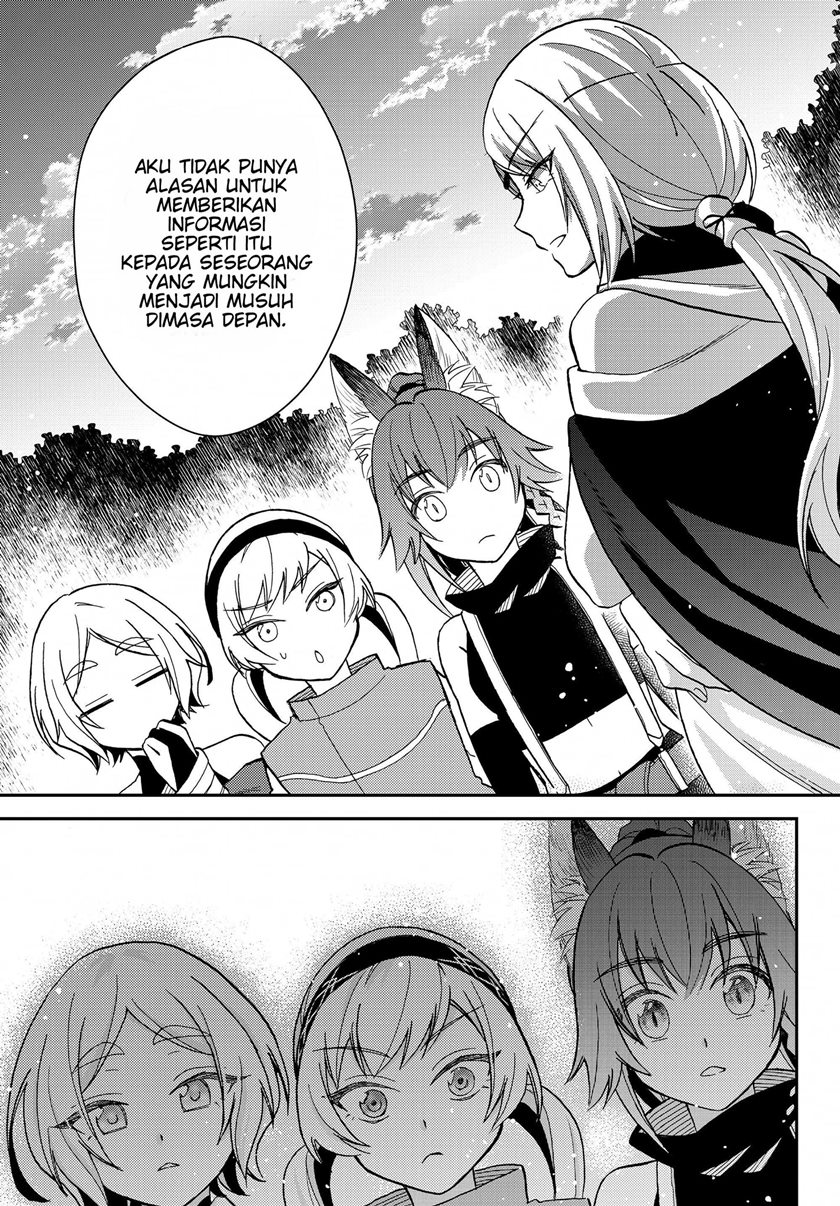 AKU TIDAK PUNYA
ALASAN UNTUK
MEMBERIKAN
INFORMASI
SEPERTI ITU
KEPADA SESEORANG
YANG MUNGKIN
MENJADI MUSUH
DIMASA DEPAN.